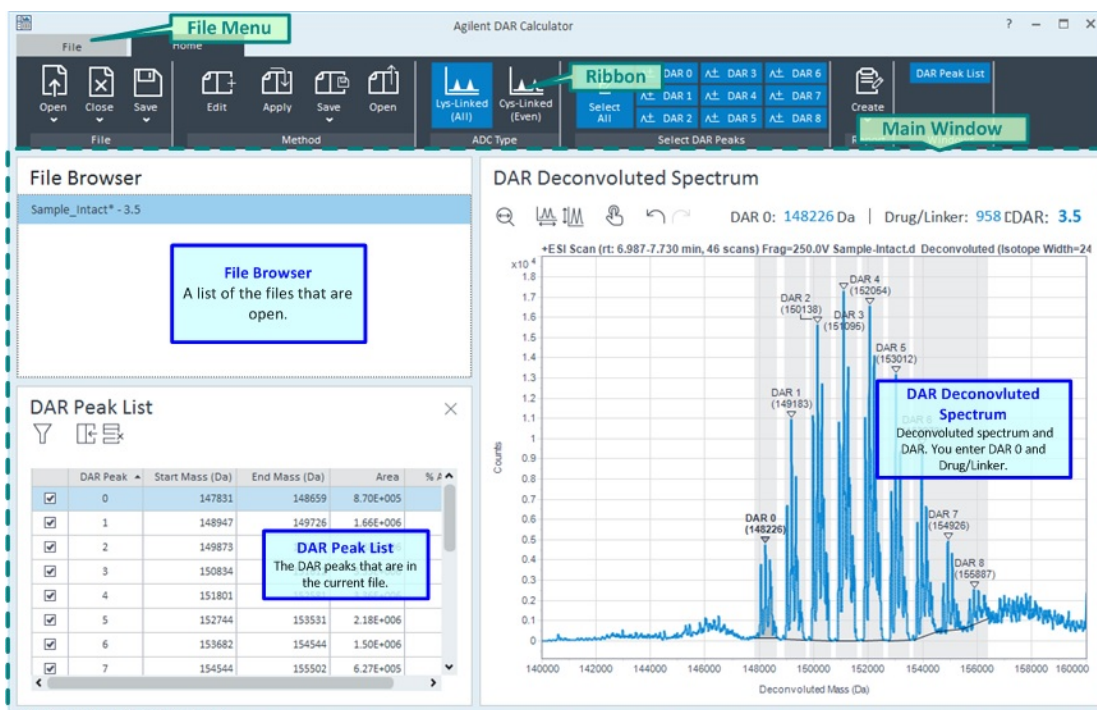 Agilent DAR Calculator
?
File Menu
File
Home
Ribbon
Open
Close
Save
File
Edit
Apply
Save
Open
Method
Lys-Linked
(All)
Cys-Linked
(Even)
ADC Type
Select
All
DAR 0 DAR 3 DAR 6
DAR 1 DAR 4 DAR 7
DAR 2 DAR 5 DAR 8
Select DAR Peaks
Create
DAR Peak List
Main Window
File Browser
Sample_Intact* - 3.5
File Browser
A list of the files that are
open.
DAR Peak List
DAR Peak Start Mass (Da) End Mass (Da) Area
0 147831 148659 8.70E+005
1 148947 149726 1.66E+006
2 149873
3 150834
4 151801
5 152744 153531 2.18E+006
6 153682 154544 1.50E+006
7 154544 155502 6.27E+005
DAR Peak List
The DAR peaks that are in
the current file.
DAR Deconvoluted Spectrum
DAR 0: 148226 Da | Drug/Linker: 958 DAR: 3.5
+ESI Scan (rt: 6.987-7.730 min, 46 scans) Frag=250.0V Sample-Intact.d Deconvoluted (Isotope Width=24
x10 4
1.8
1.7
1.6
1.5
1.4
1.3
1.2
1.1
1
0.9
0.8
0.7
0.6
0.5
0.4
0.3
0.2
0.1
0
Counts
DAR 0
(148226)
DAR 1
(149183)
DAR 2
(150138)
DAR 3
(151095)
DAR 4
(152054)
DAR 5
(153012)
DAR 6
DAR 7
(154926)
DAR 8
(155887)
DAR Deconovluted
Spectrum
Deconvoluted spectrum and
DAR. You enter DAR 0 and
Drug/Linker.
140000 142000 144000 146000 148000 150000 152000 154000 156000 158000 160000
Deconvoluted Mass (Da)